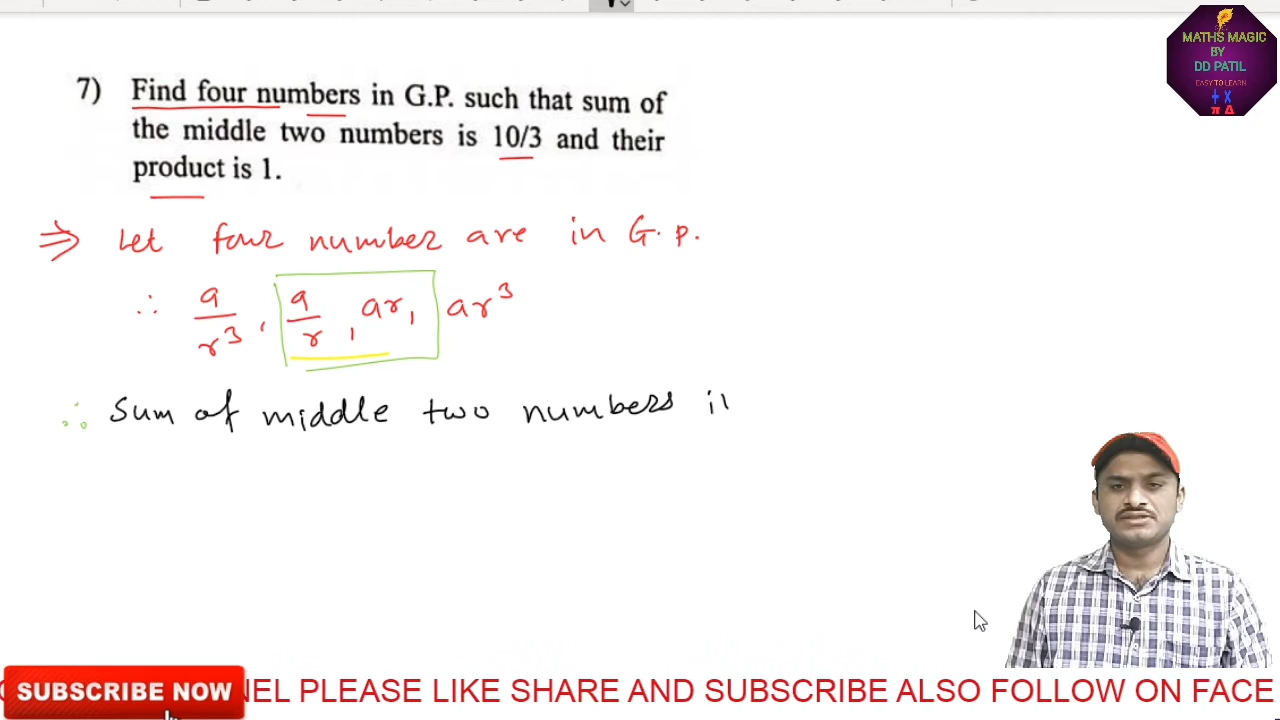 MATHS MAGIC
BY
DD PATIL
EASY TO LEARN
+ X
π Δ
7) Find four numbers in G.P. such that sum of
the middle two numbers is 10/3 and their
product is 1.
⇒ Let four number are in G.P.
∴ a/r³, a/r, ar, ar³
∴ Sum of middle two numbers i
SUBSCRIBE NOW
NEL PLEASE LIKE SHARE AND SUBSCRIBE ALSO FOLLOW ON FACE